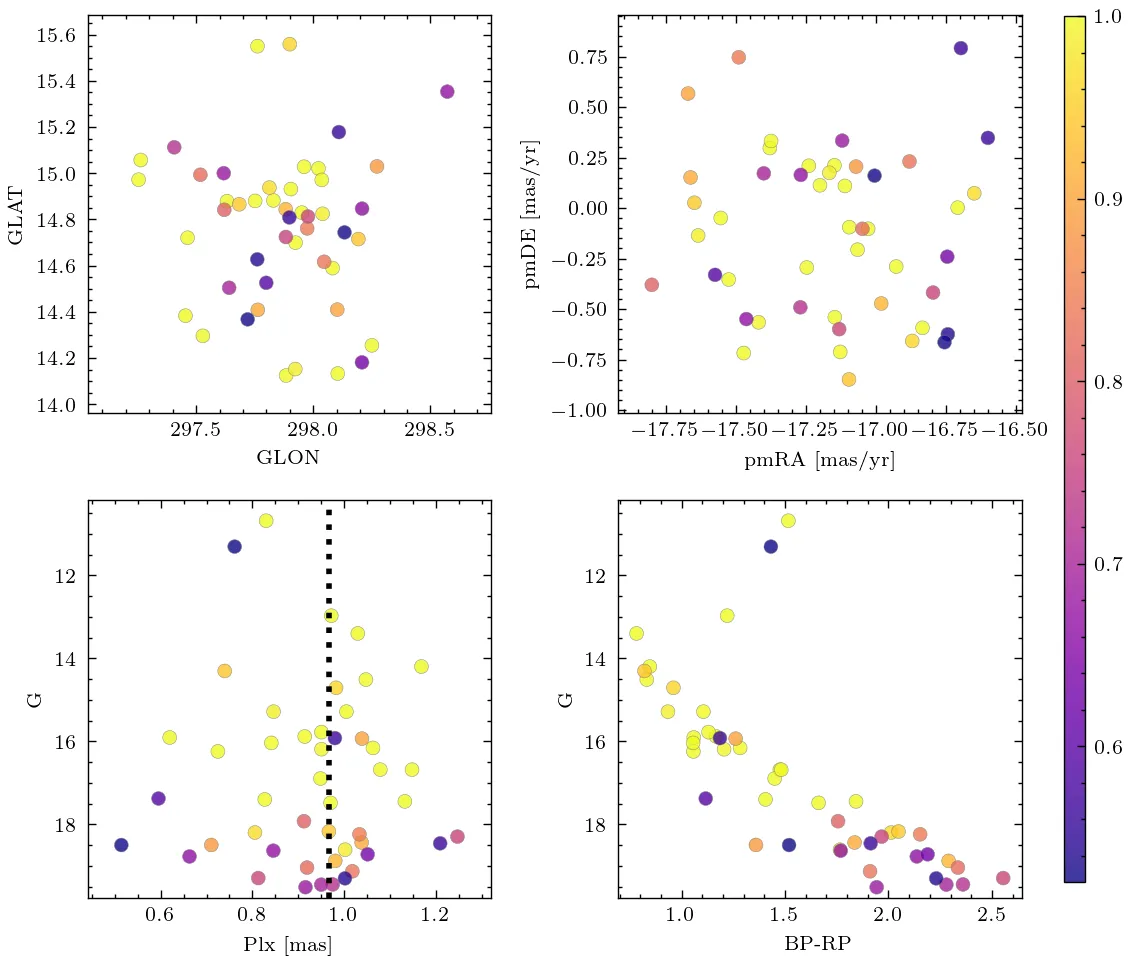 15.6
15.4
15.2
15.0
14.8
14.6
14.4
14.2
14.0
GLAT
297.5 298.0 298.5
GLON
0.75
0.50
0.25
0.00
−0.25
−0.50
−0.75
−1.00
pmDE [mas/yr]
−17.75 −17.50 −17.25 −17.00 −16.75 −16.50
pmRA [mas/yr]
12
14
16
18
G
0.6 0.8 1.0 1.2
Plx [mas]
12
14
16
18
G
1.0 1.5 2.0 2.5
BP-RP
1.0
0.9
0.8
0.7
0.6